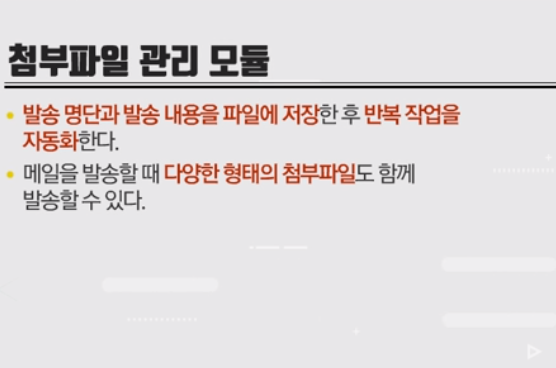 첨부파일 관리 모듈
• 발송 명단과 발송 내용을 파일에 저장한 후 반복 작업을
자동화한다.
• 메일을 발송할 때 다양한 형태의 첨부파일도 함께
발송할 수 있다.